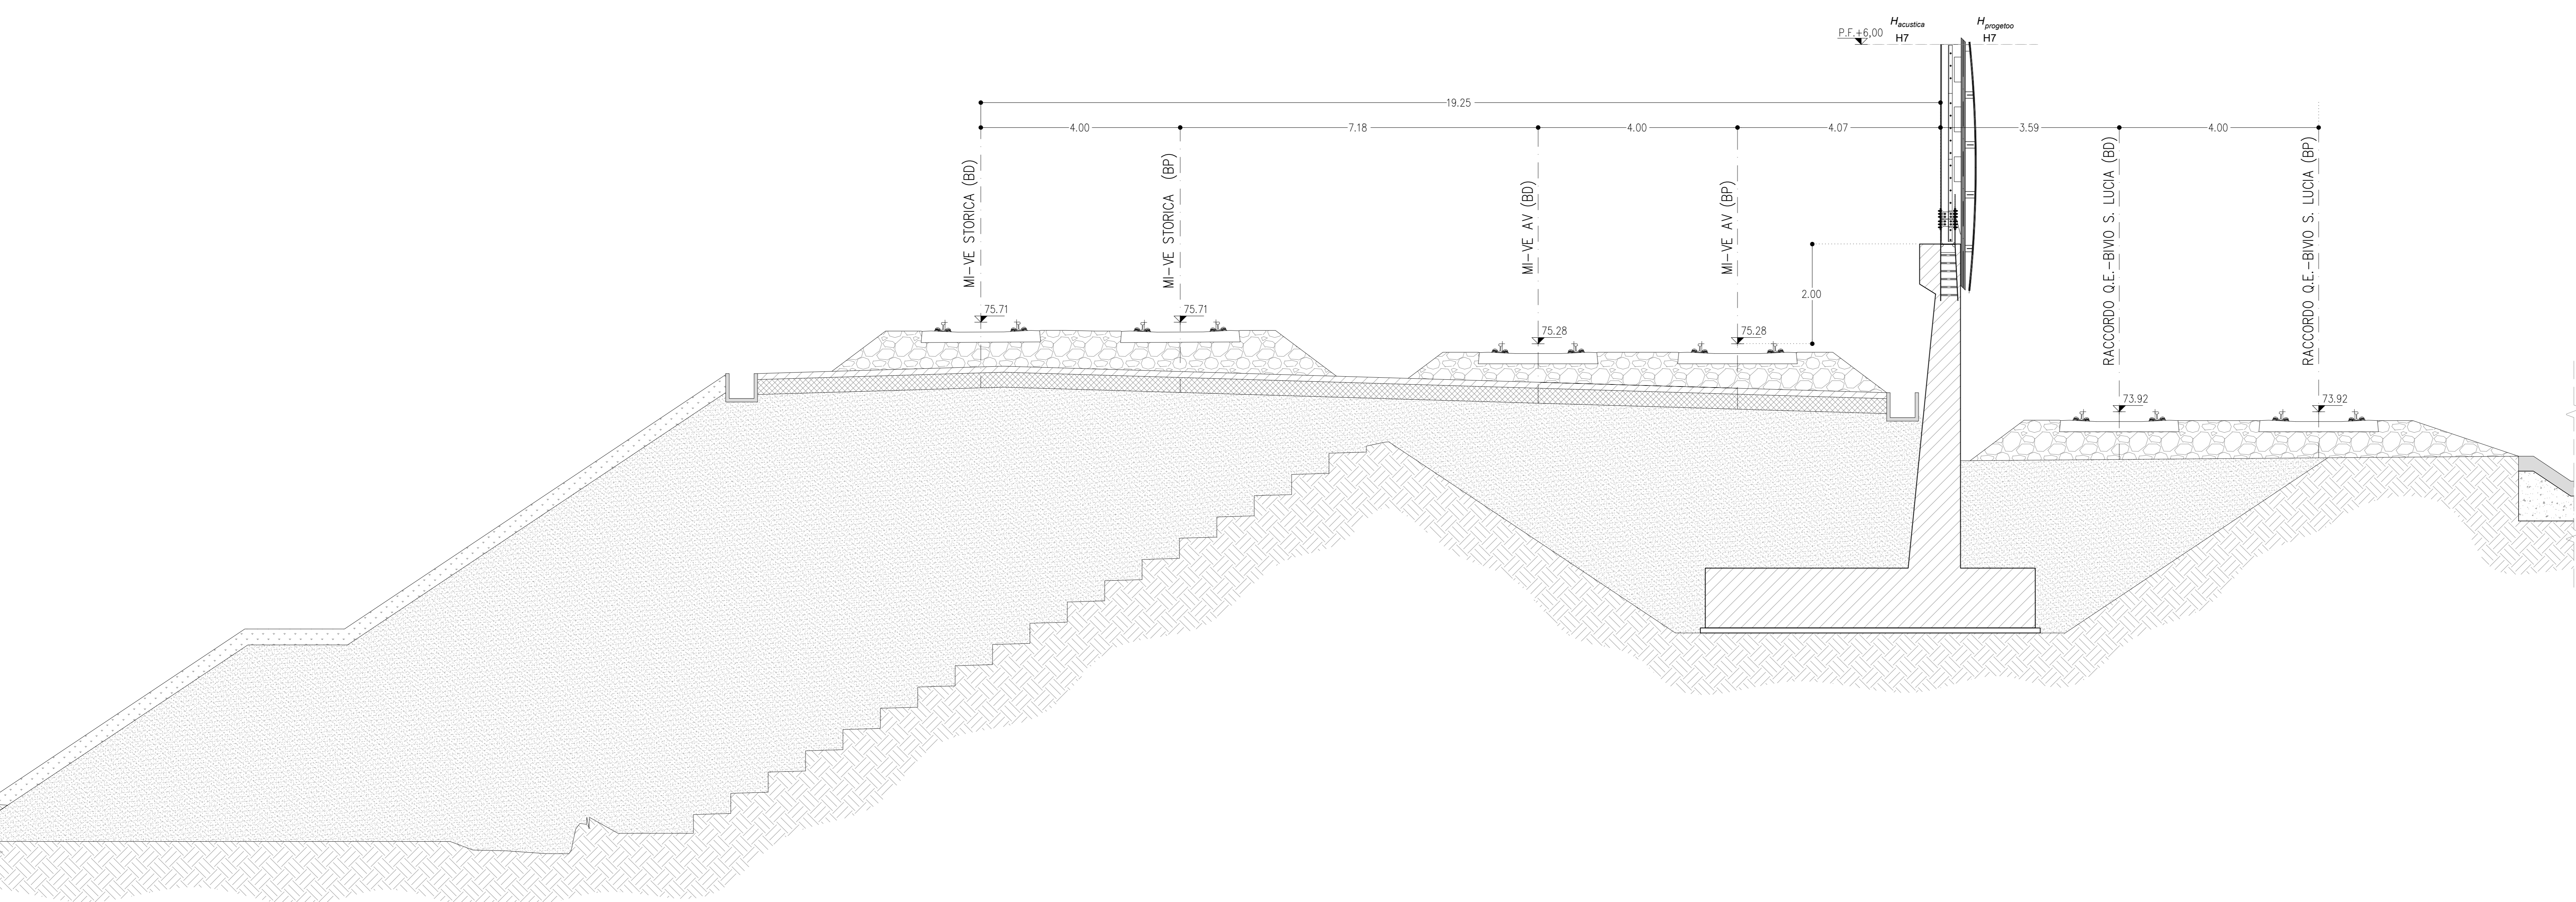 H acustica
H progetoo
P.F.+6,00
H7
H7
19.25
4.00
7.18
4.00
4.07
3.59
4.00
MI-VE STORICA (BD)
MI-VE STORICA (BP)
MI-VE AV (BD)
MI-VE AV (BP)
RACCORDO Q.E.-BIVIO S. LUCIA (BD)
RACCORDO Q.E.-BIVIO S. LUCIA (BP)
2.00
75.71
75.71
75.28
75.28
73.92
73.92